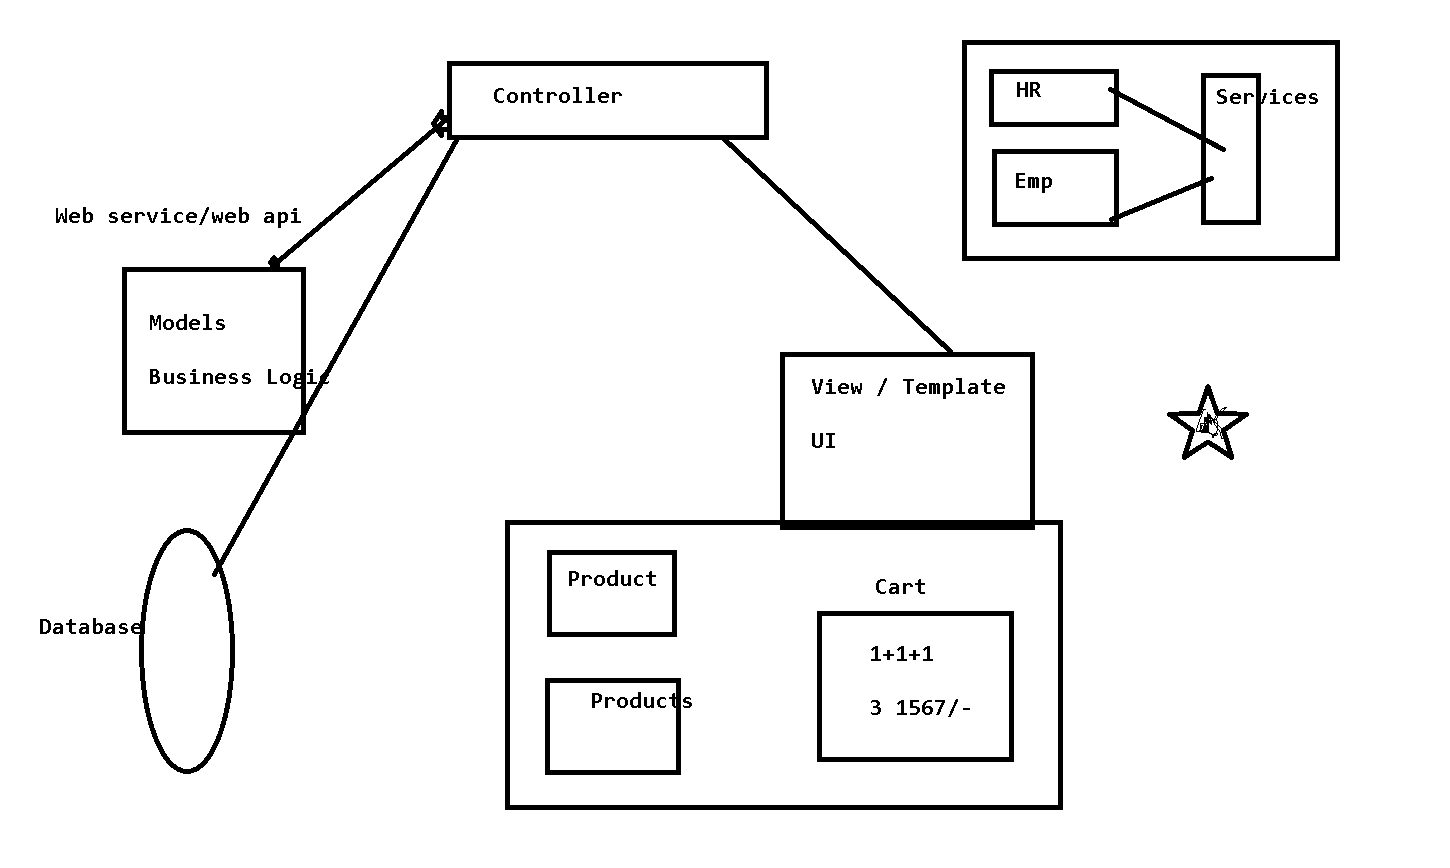 Controller
HR
Services
Emp
Web service/web api
Models
Business Logic
View / Template
UI
Product
Cart
Database
1+1+1
Products
3 1567/-